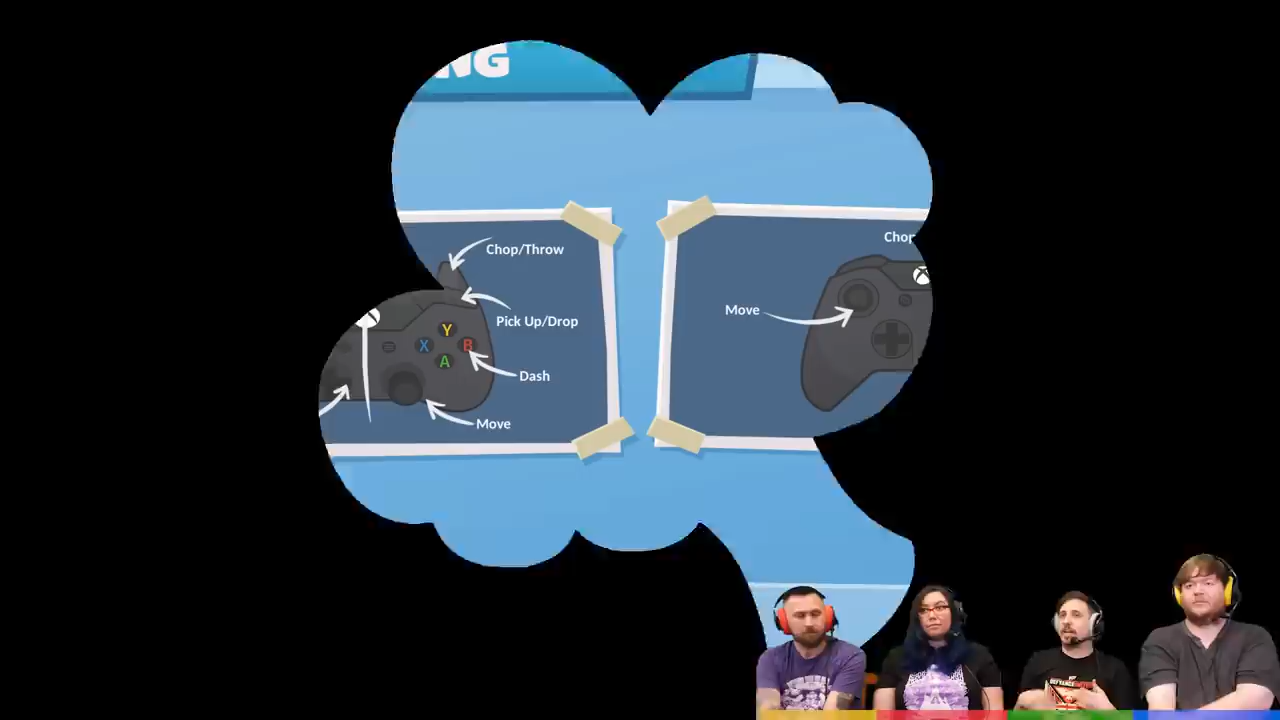 NG
Chop/Throw
Pick Up/Drop
Y
X
B
A
Dash
Move
Chop
Move